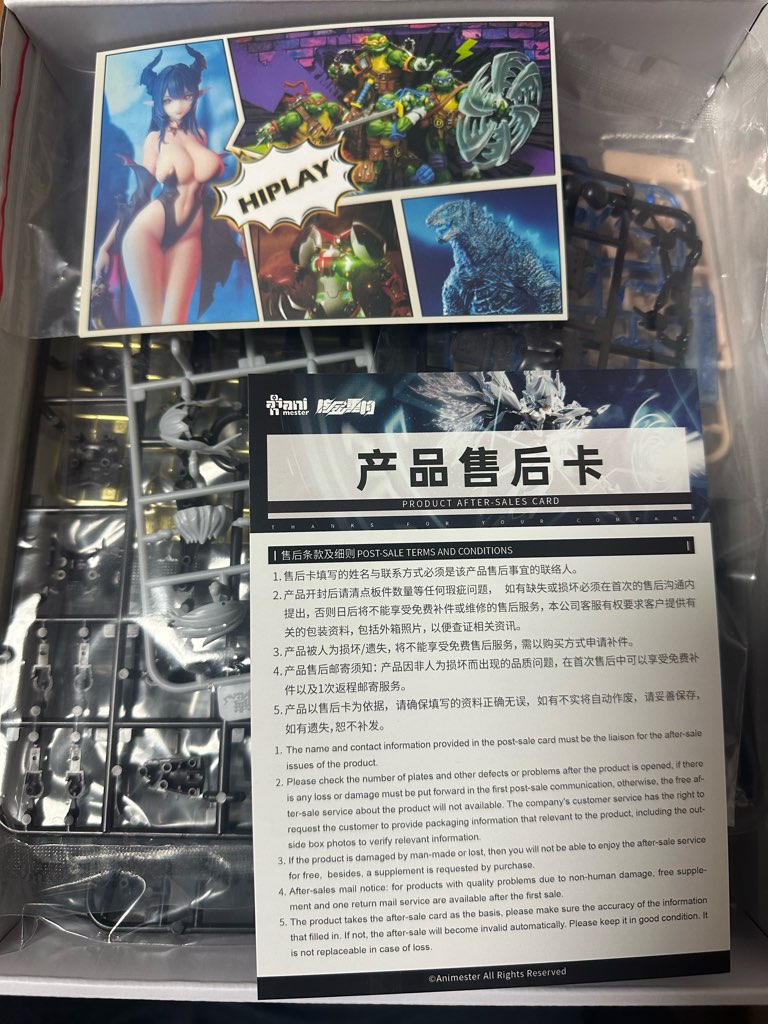 HIPLAY
ani
mester
产品售后卡
PRODUCT AFTER-SALES CARD
THANKS FOR YOUR COMPANY
售后条款及细则 POST-SALE TERMS AND CONDITIONS
1. 售后卡填写的姓名与联系方式必须是该产品售后事宜的联络人。
2. 产品开封后请清点板件数量等任何瑕疵问题， 如有缺失或损坏必须在首次的售后沟通内
提出，否则日后将不能享受免费补件或维修的售后服务，本公司客服有权要求客户提供有
关的包装资料，包括外箱照片，以便查证相关资讯。
3. 产品被人为损坏/遗失，将不能享受免费售后服务，需以购买方式申请补件。
4. 产品售后邮寄须知：产品因非人为损坏而出现的品质问题，在首次售后中可以享受免费补
件以及1次返程邮寄服务。
5. 产品以售后卡为依据，请确保填写的资料正确无误，如有不实将自动作废，请妥善保存，
如有遗失，恕不补发。
1. The name and contact information provided in the post-sale card must be the liaison for the after-sale
issues of the product.
2. Please check the number of plates and other defects or problems after the product is opened, if there
is any loss or damage must be put forward in the first post-sale communication, otherwise, the free af-
ter-sale service about the product will not available. The company's customer service has the right to
request the customer to provide packaging information that relevant to the product, including the out-
side box photos to verify relevant information.
3. If the product is damaged by man-made or lost, then you will not be able to enjoy the after-sale service
for free, besides, a supplement is requested by purchase.
4. After-sales mail notice: for products with quality problems due to non-human damage, free supple-
ment and one return mail service are available after the first sale.
5. The product takes the after-sale card as the basis, please make sure the accuracy of the information
that filled in. If not, the after-sale will become invalid automatically. Please keep it in good condition. It
is not replaceable in case of loss.
©Animester All Rights Reserved